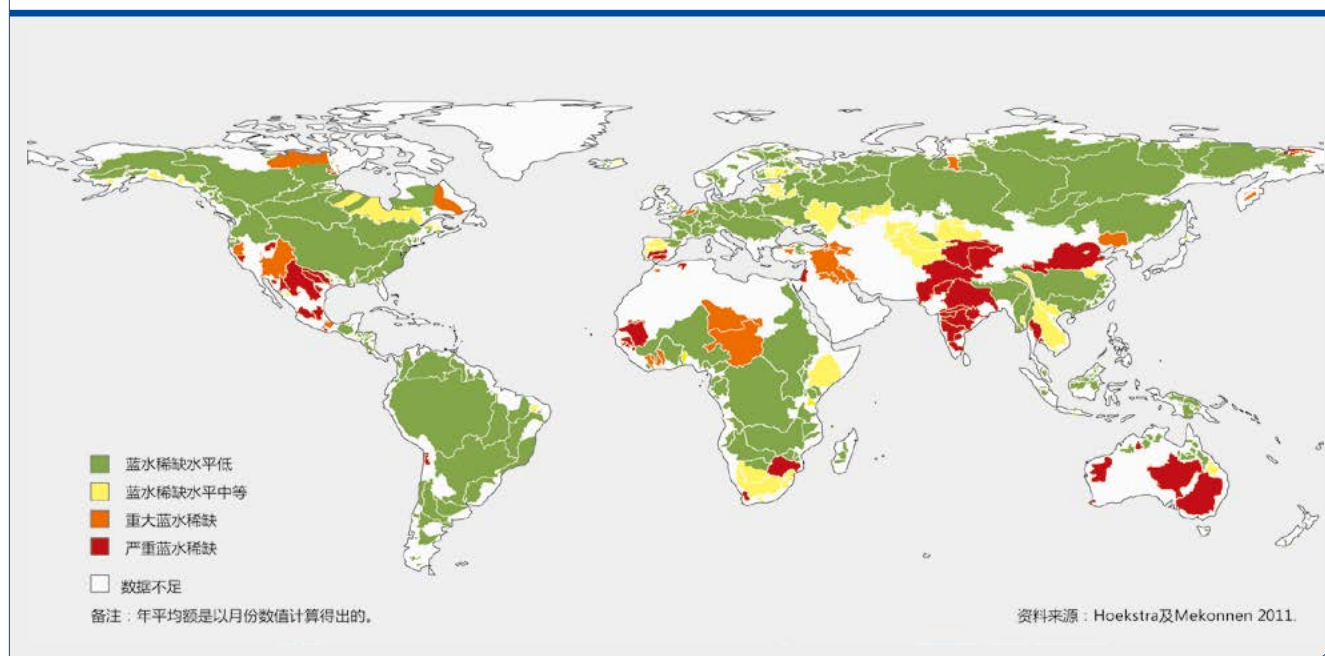 蓝水稀缺水平低
蓝水稀缺水平中等
重大蓝水稀缺
严重蓝水稀缺
数据不足
备注：年平均额是以月份数值计算得出的。
资料来源：Hoekstra及Mekonnen 2011.